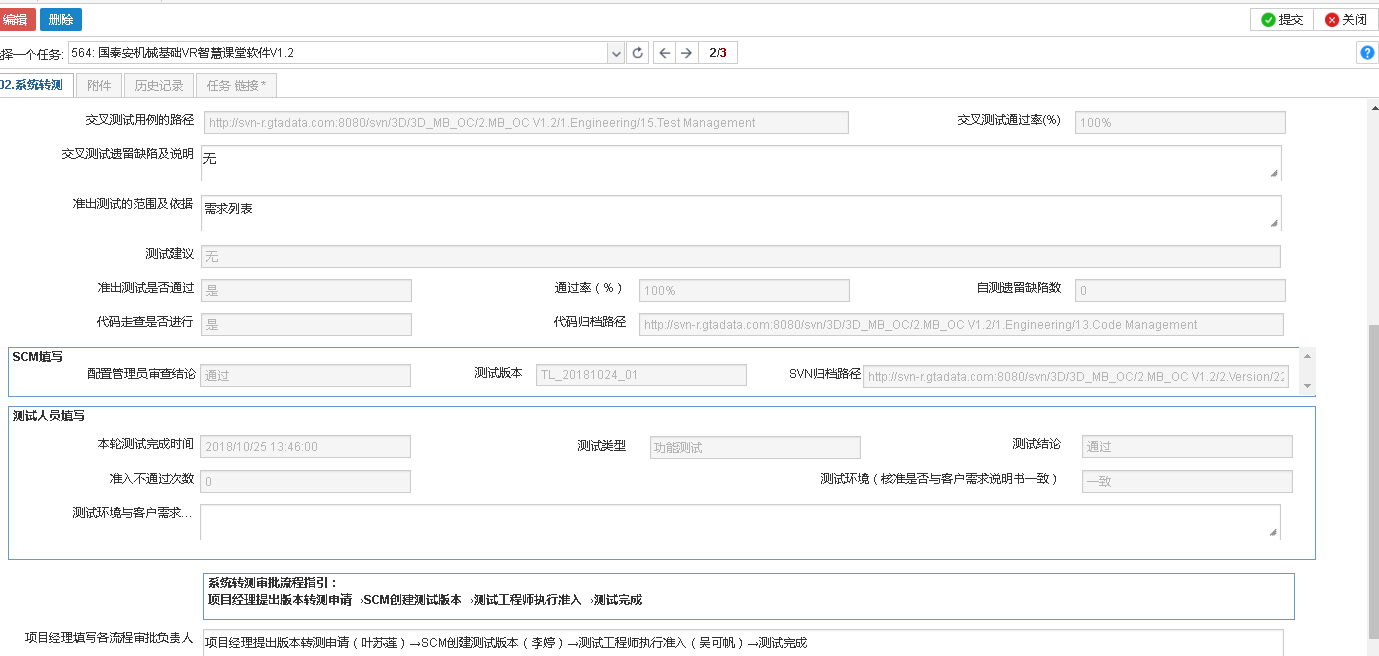 编辑 删除 提交 关闭
择一个任务: 564: 国泰安机械基础VR智慧课堂软件V1.2 2/3
02.系统转测 附件 历史记录 任务 链接 *
交叉测试用例的路径 http://svn-r.gtadata.com:8080/svn/3D/3D_MB_OC/2.MB_OC V1.2/1.Engineering/15.Test Management 交叉测试通过率(%) 100%
交叉测试遗留缺陷及说明 无
准出测试的范围及依据 需求列表
测试建议 无
准出测试是否通过 是 通过率（%） 100% 自测遗留缺陷数 0
代码走查是否进行 是 代码归档路径 http://svn-r.gtadata.com:8080/svn/3D/3D_MB_OC/2.MB_OC V1.2/1.Engineering/13.Code Management
SCM填写
配置管理员审查结论 通过 测试版本 TL_20181024_01 SVN归档路径 http://svn-r.gtadata.com:8080/svn/3D/3D_MB_OC/2.MB_OC V1.2/2.Version/22
测试人员填写
本轮测试完成时间 2018/10/25 13:46:00 测试类型 功能测试 测试结论 通过
准入不通过次数 0 测试环境（核准是否与客户需求说明书一致） 一致
测试环境与客户需求...
系统转测审批流程指引：
项目经理提出版本转测申请→SCM创建测试版本→测试工程师执行准入→测试完成
项目经理填写各流程审批负责人 项目经理提出版本转测申请（叶苏莲）→SCM创建测试版本（李婷）→测试工程师执行准入（吴可帆）→测试完成